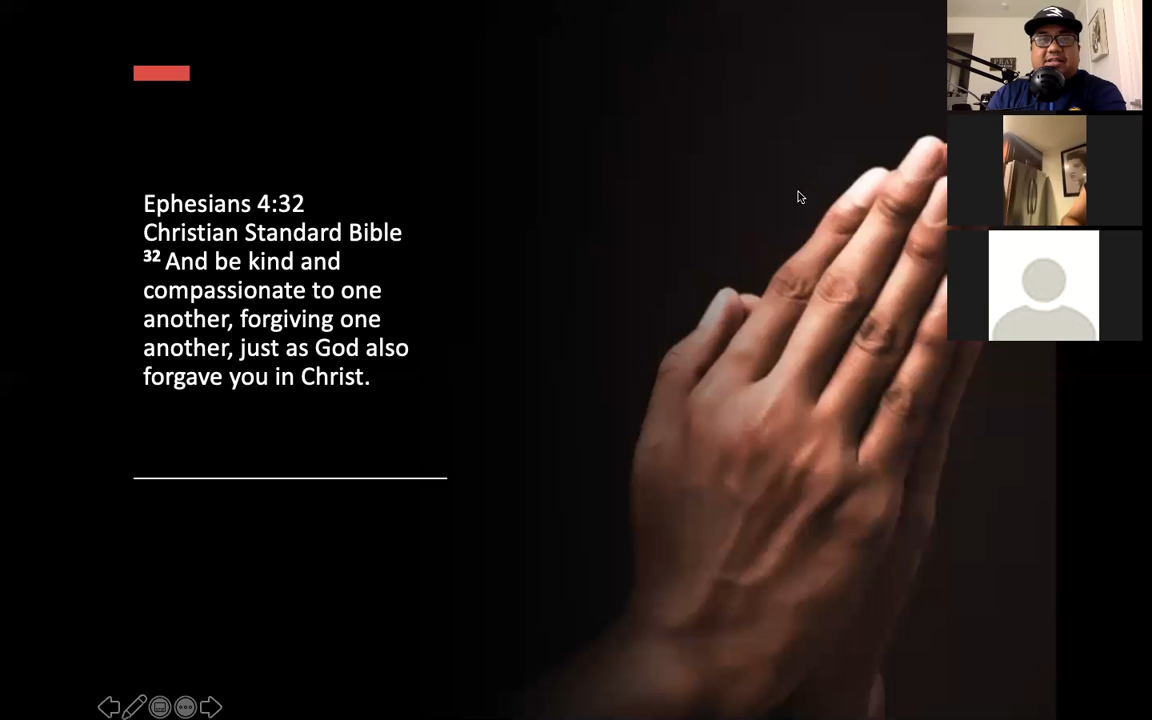 Ephesians 4:32
Christian Standard Bible
32 And be kind and
compassionate to one
another, forgiving one
another, just as God also
forgave you in Christ.
PRAY